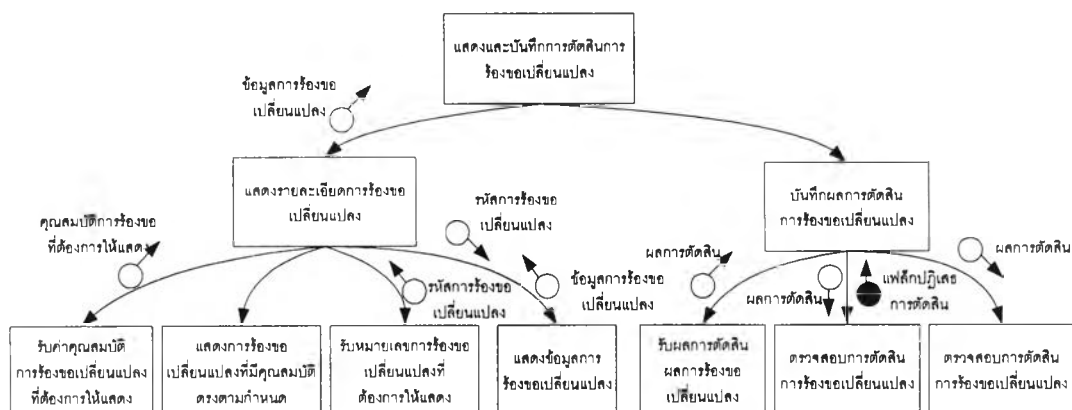 แสดงและบันทึกการตัดสินการ
ร้องขอเปลี่ยนแปลง
ข้อมูลการร้องขอ
เปลี่ยนแปลง
แสดงรายละเอียดการร้องขอ
เปลี่ยนแปลง
บันทึกผลการตัดสิน
การร้องขอเปลี่ยนแปลง
คุณสมบัติการร้องขอ
ที่ต้องการให้แสดง
รหัสการร้องขอ
เปลี่ยนแปลง
รหัสการร้องขอ
เปลี่ยนแปลง
ข้อมูลการร้องขอ
เปลี่ยนแปลง
ผลการตัดสิน
ผลการตัดสิน
แฟล็กปฏิเสธ
การตัดสิน
ผลการตัดสิน
รับค่าคุณสมบัติ
การร้องขอเปลี่ยนแปลง
ที่ต้องการให้แสดง
แสดงการร้องขอ
เปลี่ยนแปลงที่มีคุณสมบัติ
ตรงตามกำหนด
รับหมายเลขการร้องขอ
เปลี่ยนแปลงที่
ต้องการให้แสดง
แสดงข้อมูลการ
ร้องขอเปลี่ยนแปลง
รับผลการตัดสิน
ผลการร้องขอ
เปลี่ยนแปลง
ตรวจสอบการตัดสิน
การร้องขอเปลี่ยนแปลง
ตรวจสอบการตัดสิน
การร้องขอเปลี่ยนแปลง